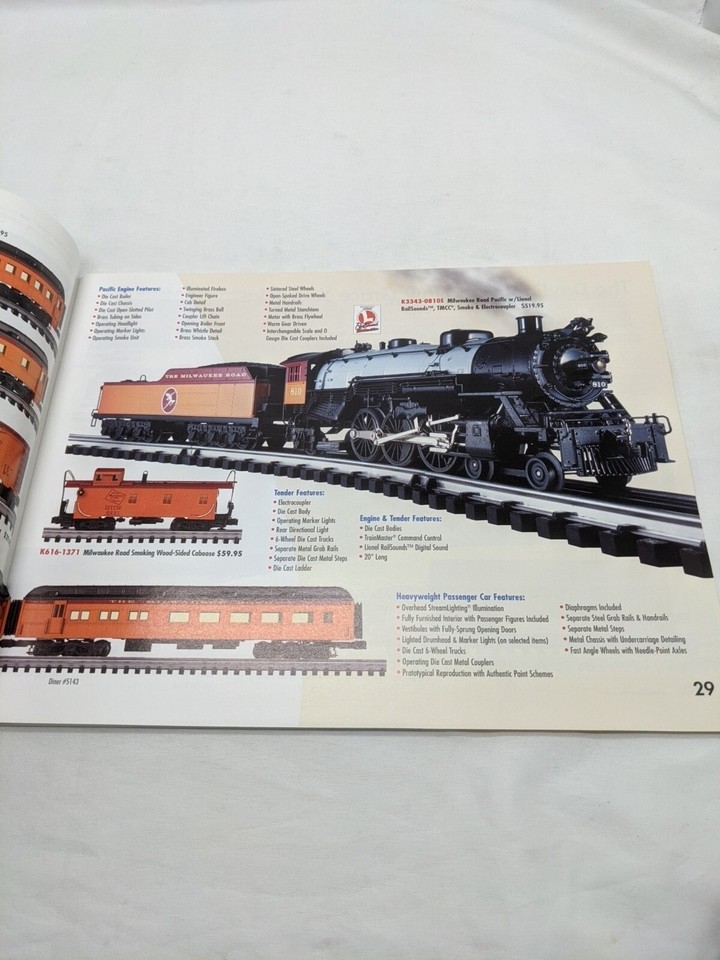 95
Pacific Engine Features:
• Die Cast Boiler
• Die Cast Chassis
• Die Cast Open Slotted Pilot
• Brass Tubing on Sides
• Operating Headlight
• Operating Marker Lights
• Operating Smoke Unit
• Illuminated Firebox
• Engineer Figure
• Cab Detail
• Swinging Brass Bell
• Coupler Lift Chain
• Opening Boiler Front
• Brass Whistle Detail
• Brass Smoke Stack
• Sintered Steel Wheels
• Open Spoked Drive Wheels
• Metal Handrails
• Turned Metal Stanchions
• Motor with Brass Flywheel
• Warm Gear Driven
• Interchangeable Scale and O
Gauge Die Cast Couplers Included
K3343-0810S Milwaukee Road Pacific w/Lionel
RailSounds™, TMCC®, Smoke & Electrocoupler $519.95
L
THE MILWAUKEE ROAD
810
810
K616-1371 Milwaukee Road Smoking Wood-Sided Caboose $59.95
Tender Features:
• Electrocoupler
• Die Cast Body
• Operating Marker Lights
• Rear Directional Light
• 6-Wheel Die Cast Trucks
• Separate Metal Grab Rails
• Separate Die Cast Metal Steps
• Die Cast Ladder
Engine & Tender Features:
• Die Cast Bodies
• TrainMaster® Command Control
• Lionel RailSounds™ Digital Sound
• 20" Long
Heavyweight Passenger Car Features:
• Overhead StreamLighting® Illumination
• Fully Furnished Interior with Passenger Figures Included
• Vestibules with Fully-Sprung Opening Doors
• Lighted Drumhead & Marker Lights (on selected items)
• Die Cast 6-Wheel Trucks
• Operating Die Cast Metal Couplers
• Prototypical Reproduction with Authentic Paint Schemes
• Diaphragms Included
• Separate Steel Grab Rails & Handrails
• Separate Metal Steps
• Metal Chassis with Undercarriage Detailing
• Fast Angle Wheels with Needle-Point Axles
Diner #5143
29